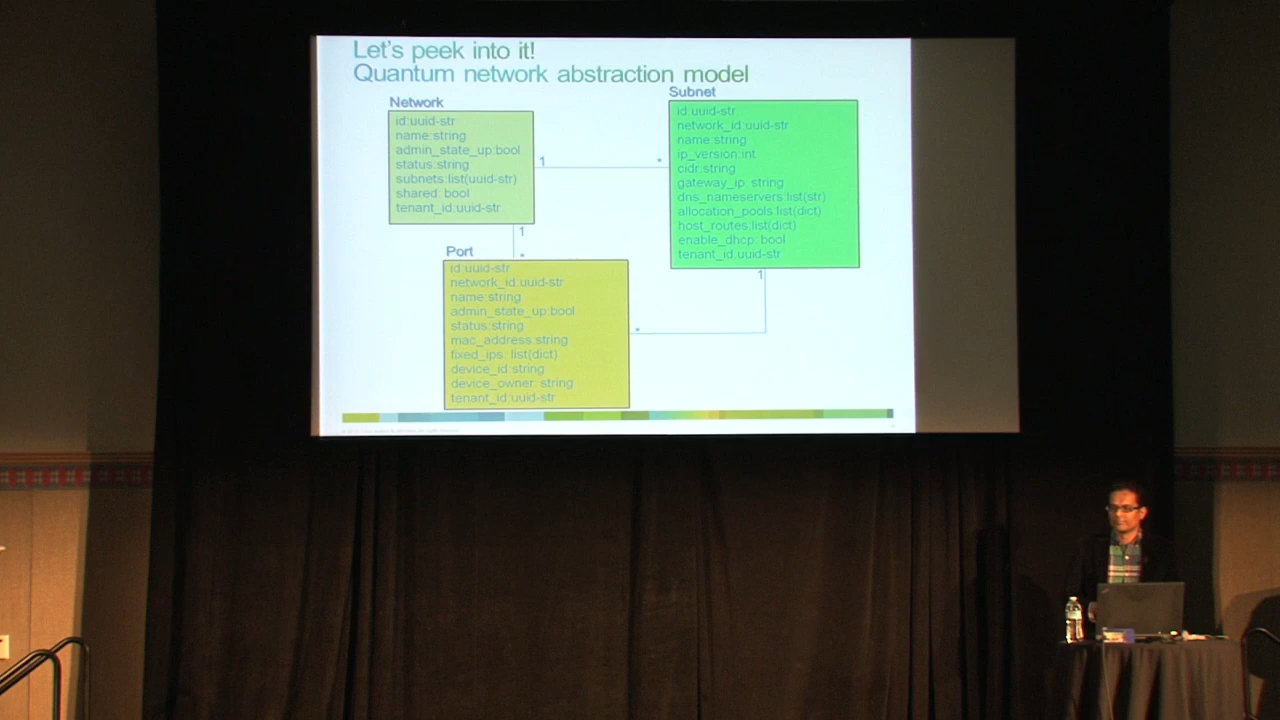 Let's peek into it!
Quantum network abstraction model
Network
id:uuid-str
name:string
admin_state_up:bool
status:string
subnets:list(uuid-str)
shared: bool
tenant_id:uuid-str
1
*
Subnet
id:uuid-str
network_id:uuid-str
name:string
ip_version:int
cidr:string
gateway_ip: string
dns_nameservers:list(str)
allocation_pools:list(dict)
host_routes:list(dict)
enable_dhcp: bool
tenant_id:uuid-str
1
*
Port
id:uuid-str
network_id:uuid-str
name:string
admin_state_up:bool
status:string
mac_address:string
fixed_ips: list(dict)
device_id:string
device_owner: string
tenant_id:uuid-str
1
*